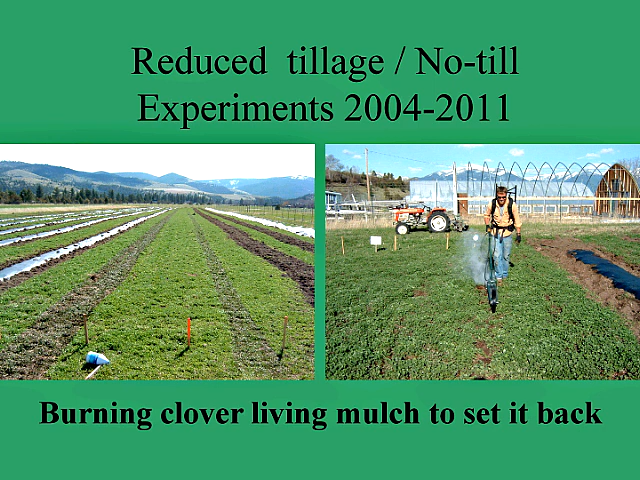 Reduced tillage / No-till
Experiments 2004-2011
Burning clover living mulch to set it back